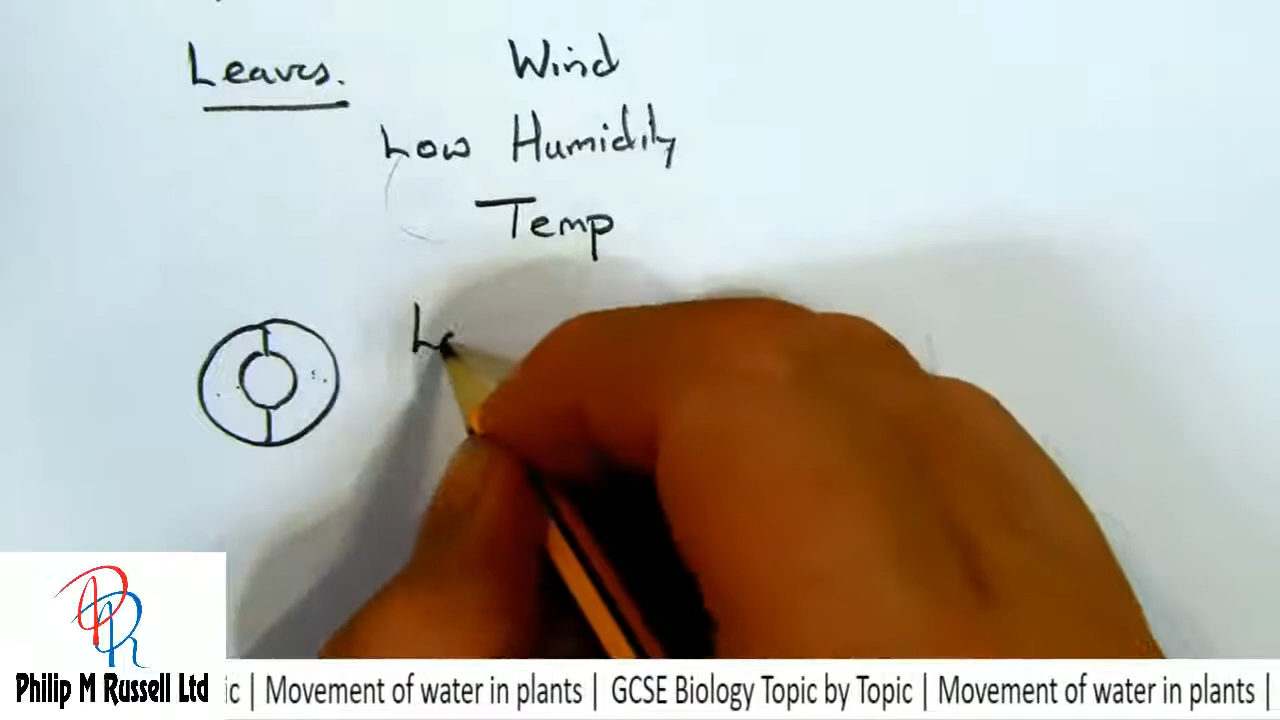 Leaves.
Wind
Low Humidity
Temp
Philip M Russell Ltd
ic | Movement of water in plants | GCSE Biology Topic by Topic | Movement of water in plants |